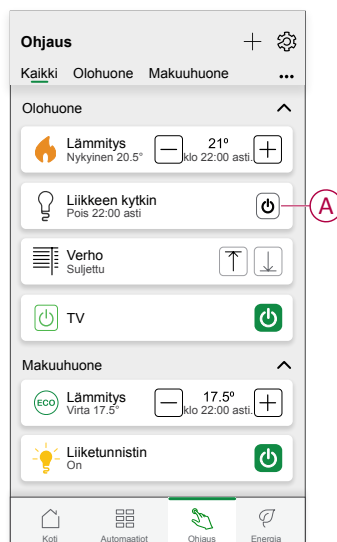 Ohjaus
Kaikki Olohuone Makuuhuone ...
Olohuone
Lämmitys
Nykyinen 20.5°
21º
klo 22:00 asti.
Liikkeen kytkin
Pois 22:00 asti
A
Verho
Suljettu
TV
Makuuhuone
ECO
Lämmitys
Virta 17.5°
17.5º
klo 22:00 asti.
Liiketunnistin
On
Koti Automaatiot Ohjaus Energia